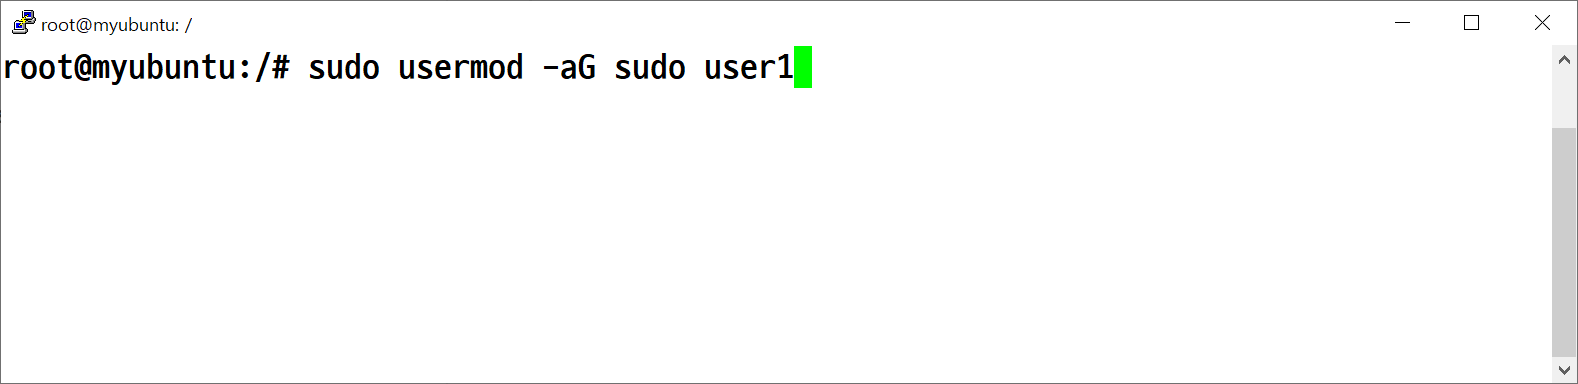 root@myubuntu: /
root@myubuntu:/# sudo usermod -aG sudo user1